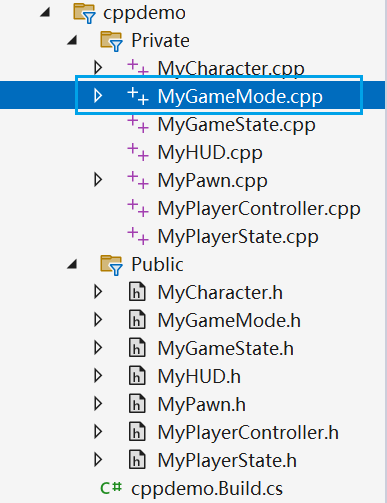 cppdemo
Private
MyCharacter.cpp
MyGameMode.cpp
MyGameState.cpp
MyHUD.cpp
MyPawn.cpp
MyPlayerController.cpp
MyPlayerState.cpp
Public
h MyCharacter.h
h MyGameMode.h
h MyGameState.h
h MyHUD.h
h MyPawn.h
h MyPlayerController.h
h MyPlayerState.h
C# cppdemo.Build.cs